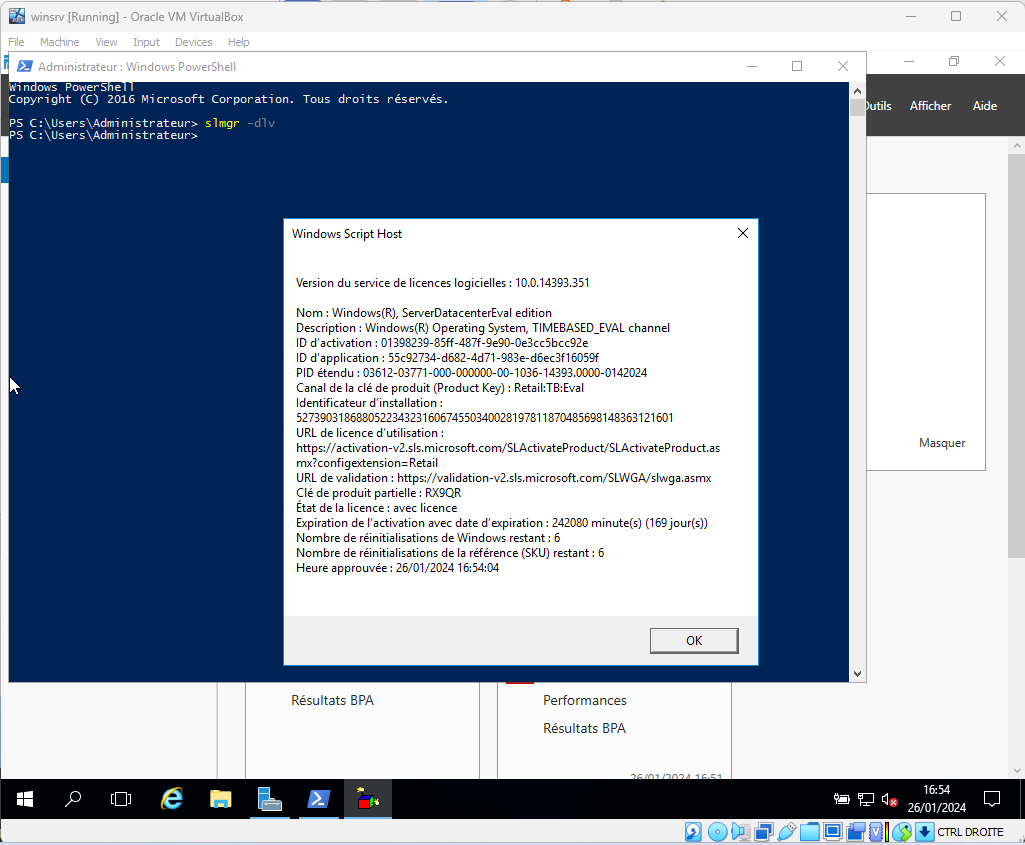 winsrv [Running] - Oracle VM VirtualBox
File Machine View Input Devices Help
Administrateur : Windows PowerShell
Windows PowerShell
Copyright (C) 2016 Microsoft Corporation. Tous droits réservés.
PS C:\Users\Administrateur> slmgr -dlv
PS C:\Users\Administrateur>
Outils Afficher Aide
Windows Script Host
Version du service de licences logicielles : 10.0.14393.351
Nom : Windows(R), ServerDatacenterEval edition
Description : Windows(R) Operating System, TIMEBASED_EVAL channel
ID d'activation : 01398239-85ff-487f-9e90-0e3cc5bcc92e
ID d'application : 55c92734-d682-4d71-983e-d6ec3f16059f
PID étendu : 03612-03771-000-000000-00-1036-14393.0000-0142024
Canal de la clé de produit (Product Key) : Retail:TB:Eval
Identificateur d'installation :
527390318688052234323160674550340028197811870485698148363121601
URL de licence d'utilisation :
https://activation-v2.sls.microsoft.com/SLActivateProduct/SLActivateProduct.as
mx?configextension=Retail
URL de validation : https://validation-v2.sls.microsoft.com/SLWGA/slwga.asmx
Clé de produit partielle : RX9QR
État de la licence : avec licence
Expiration de l'activation avec date d'expiration : 242080 minute(s) (169 jour(s))
Nombre de réinitialisations de Windows restant : 6
Nombre de réinitialisations de la référence (SKU) restant : 6
Heure approuvée : 26/01/2024 16:54:04
OK
Masquer
Résultats BPA
Performances
Résultats BPA
26/01/2024 16:51
16:54
26/01/2024
CTRL DROITE